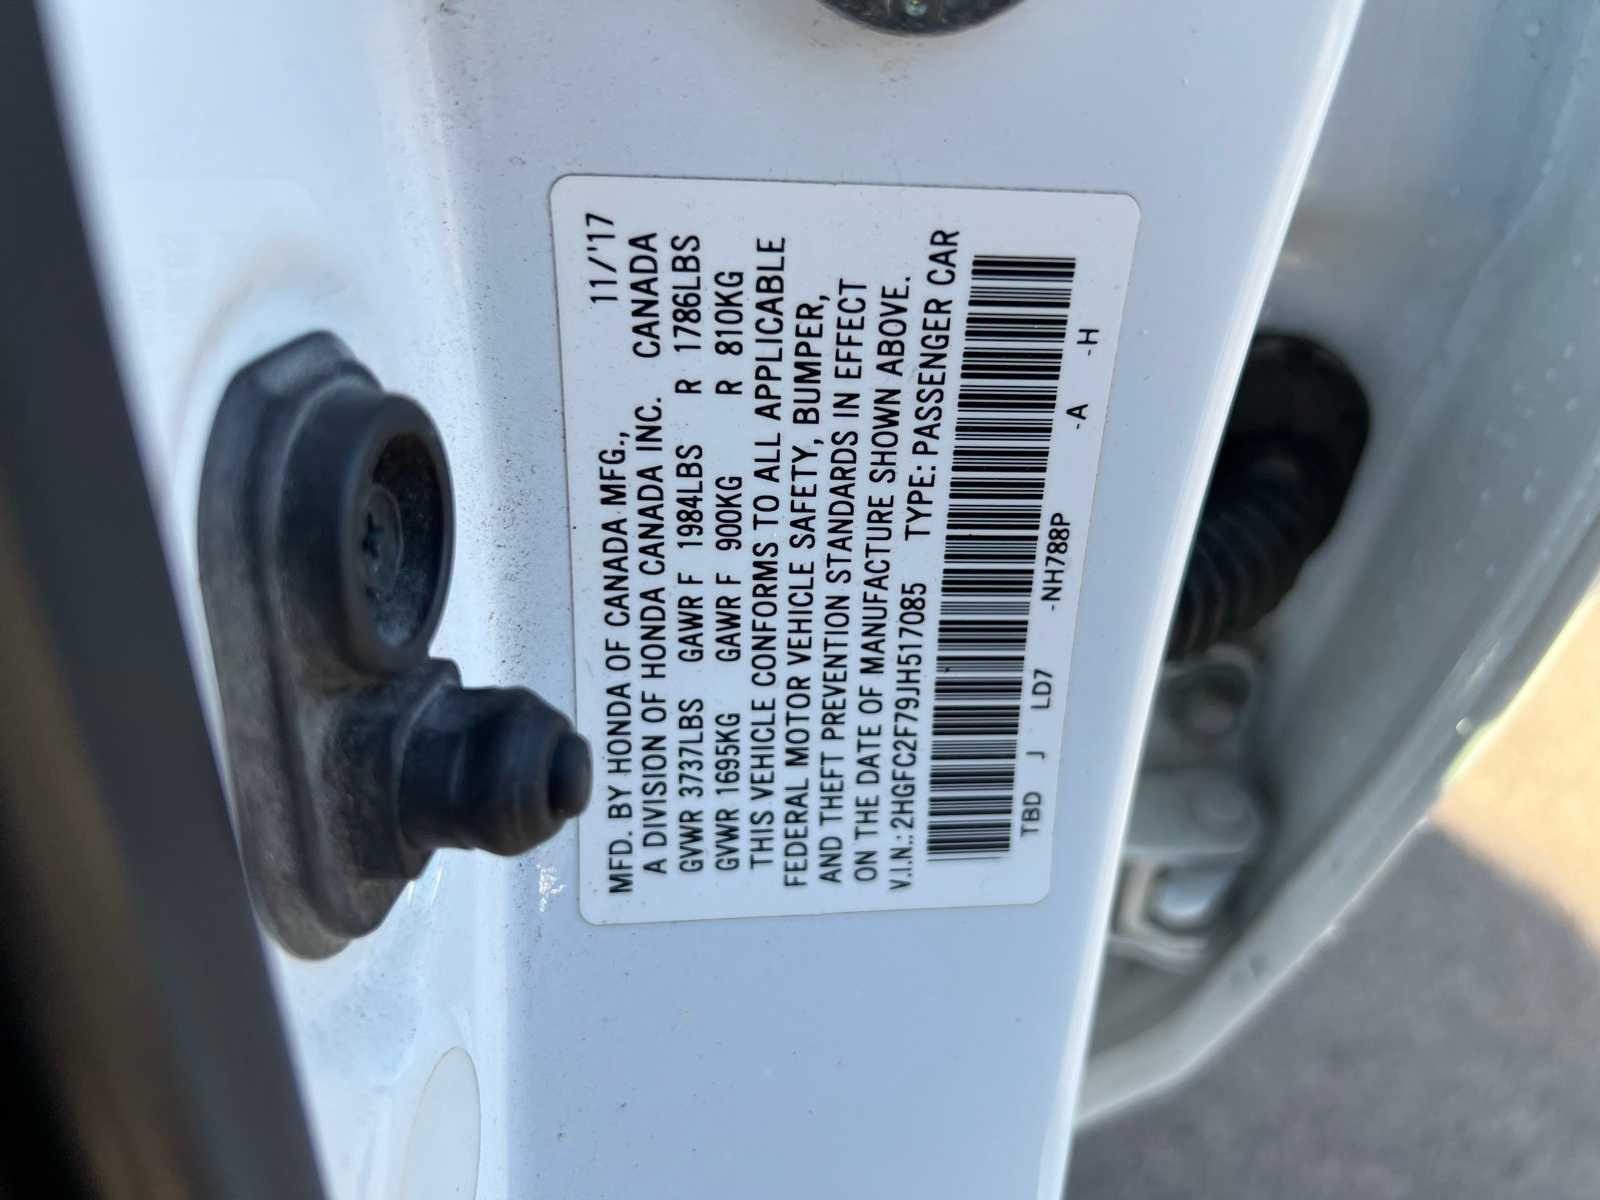 MFD. BY HONDA OF CANADA MFG., 11/'17
A DIVISION OF HONDA CANADA INC. CANADA
GVWR 3737LBS GAWR F 1984LBS R 1786LBS
GVWR 1695KG GAWR F 900KG R 810KG
THIS VEHICLE CONFORMS TO ALL APPLICABLE
FEDERAL MOTOR VEHICLE SAFETY, BUMPER,
AND THEFT PREVENTION STANDARDS IN EFFECT
ON THE DATE OF MANUFACTURE SHOWN ABOVE.
V.I.N.: 2HGFC2F79JH517085 TYPE: PASSENGER CAR
TBD J LD7 -NH788P -A -H